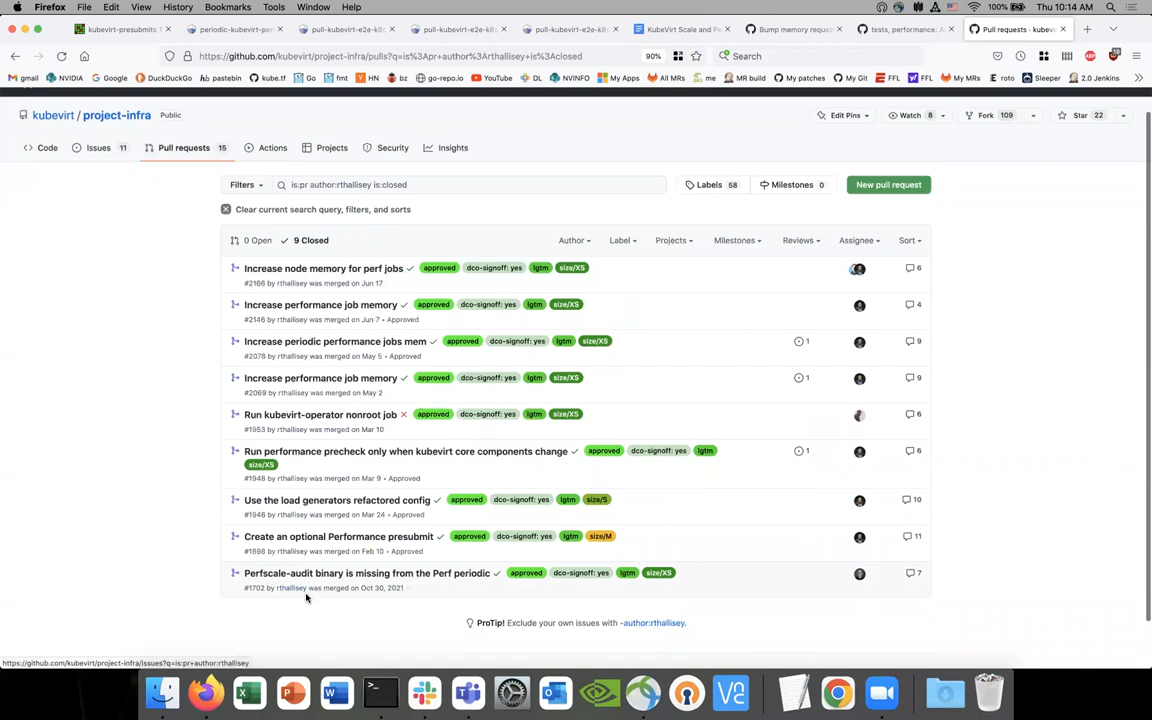 Firefox File Edit View History Bookmarks Tools Window Help 100% Thu 10:14 AM
kubevirt-presubmits periodic-kubevirt-per pull-kubevirt-e2e-k8s pull-kubevirt-e2e-k8s pull-kubevirt-e2e-k8s KubeVirt Scale and Pe Bump memory reques tests, performance: A Pull requests · kubev
https://github.com/kubevirt/project-infra/pulls?q=is%3Apr+author%3Arthallisey+is%3Aclosed 90% Search
gmail NVIDIA Google DuckDuckGo pastebin kube.tf Go fmt HN bz go-repo.io YouTube DL NVINFO My Apps All MRs me MR build My patches My Git FFL FFL My MRs E roto Sleeper 2.0 Jenkins
kubevirt / project-infra Public Edit Pins Watch 8 Fork 109 Star 22
Code Issues 11 Pull requests 15 Actions Projects Security Insights
Filters is:pr author:rthallisey is:closed Labels 58 Milestones 0 New pull request
Clear current search query, filters, and sorts
0 Open 9 Closed Author Label Projects Milestones Reviews Assignee Sort
Increase node memory for perf jobs approved dco-signoff: yes lgtm size/XS 6
#2166 by rthallisey was merged on Jun 17
Increase performance job memory approved dco-signoff: yes lgtm size/XS 4
#2146 by rthallisey was merged on Jun 7 • Approved
Increase periodic performance jobs mem approved dco-signoff: yes lgtm size/XS 1 9
#2078 by rthallisey was merged on May 5 • Approved
Increase performance job memory approved dco-signoff: yes lgtm size/XS 1 9
#2069 by rthallisey was merged on May 2
Run kubevirt-operator nonroot job approved dco-signoff: yes lgtm size/XS 6
#1953 by rthallisey was merged on Mar 10
Run performance precheck only when kubevirt core components change approved dco-signoff: yes lgtm 1 6
size/XS
#1948 by rthallisey was merged on Mar 9 • Approved
Use the load generators refactored config approved dco-signoff: yes lgtm size/S 10
#1946 by rthallisey was merged on Mar 24 • Approved
Create an optional Performance presubmit approved dco-signoff: yes lgtm size/M 11
#1898 by rthallisey was merged on Feb 10 • Approved
Perfscale-audit binary is missing from the Perf periodic approved dco-signoff: yes lgtm size/XS 7
#1702 by rthallisey was merged on Oct 30, 2021
ProTip! Exclude your own issues with -author:rthallisey.
https://github.com/kubevirt/project-infra/issues?q=is:pr+author:rthallisey